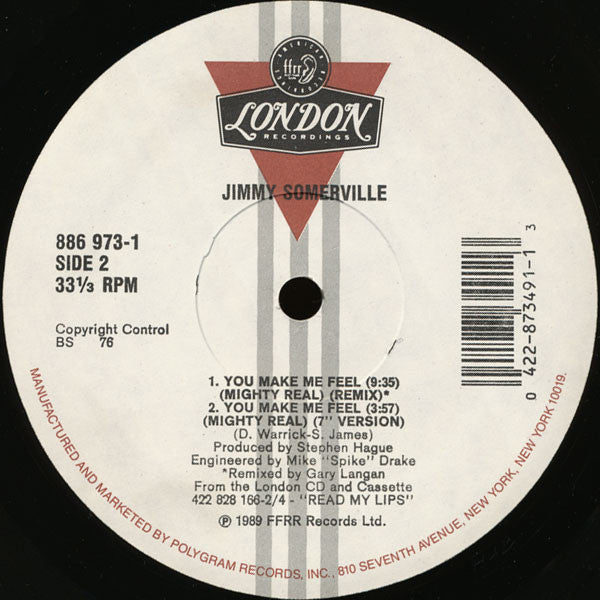 ffrr
LONDON
RECORDINGS
JIMMY SOMERVILLE
886 973-1
SIDE 2
33⅓ RPM
Copyright Control
BS 76
0 422-873491-1 3
1. YOU MAKE ME FEEL (9:35)
(MIGHTY REAL) (REMIX)*
2. YOU MAKE ME FEEL (3:57)
(MIGHTY REAL) (7" VERSION)
(D. Warrick-S. James)
Produced by Stephen Hague
Engineered by Mike "Spike" Drake
*Remixed by Gary Langan
From the London CD and Cassette
422 828 166-2/4 - "READ MY LIPS"
℗ 1989 FFRR Records Ltd.
MANUFACTURED AND MARKETED BY POLYGRAM RECORDS, INC., 810 SEVENTH AVENUE, NEW YORK, NEW YORK 10019.